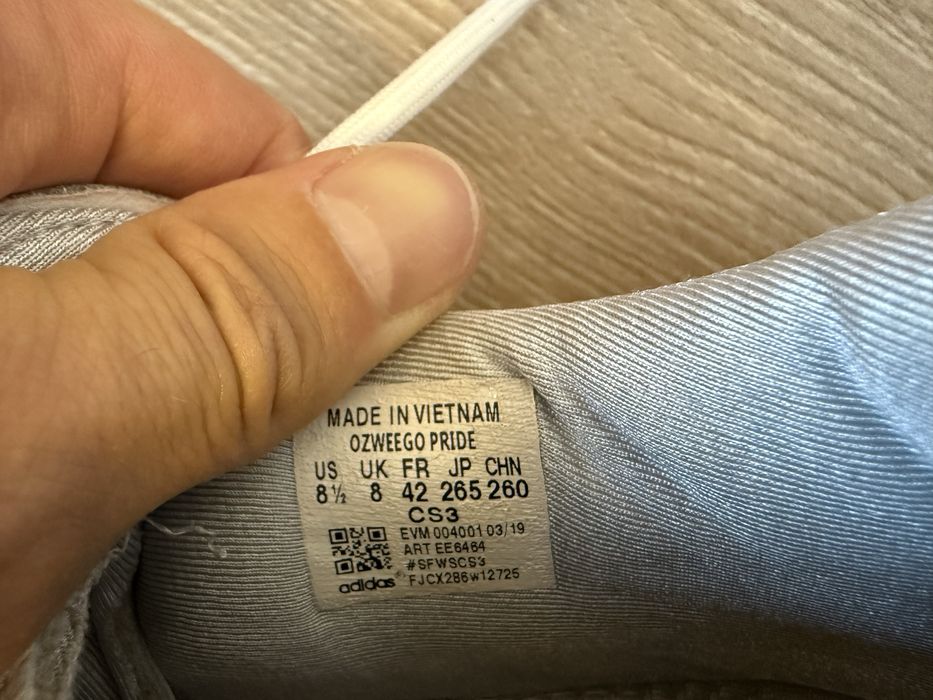 MADE IN VIETNAM
OZWEEGO PRIDE
US UK FR JP CHN
8½ 8 42 265 260
CS3
EVM 004001 03/19
ART EE6464
#SFWSCS3
adidas® FJCX286W12725